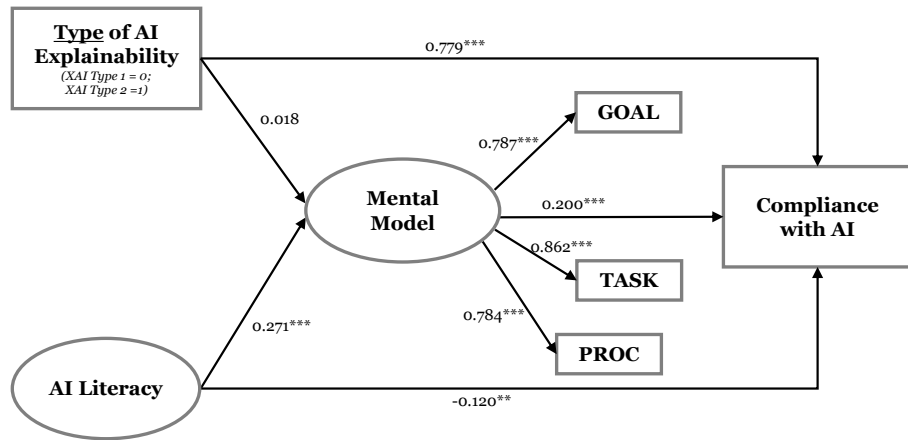 Type of AI
Explainability
(XAI Type 1 = 0;
XAI Type 2 =1)
0.779***
0.018
GOAL
0.787***
Mental
Model
0.200***
Compliance
with AI
0.862***
TASK
0.271***
0.784***
PROC
AI Literacy
-0.120**